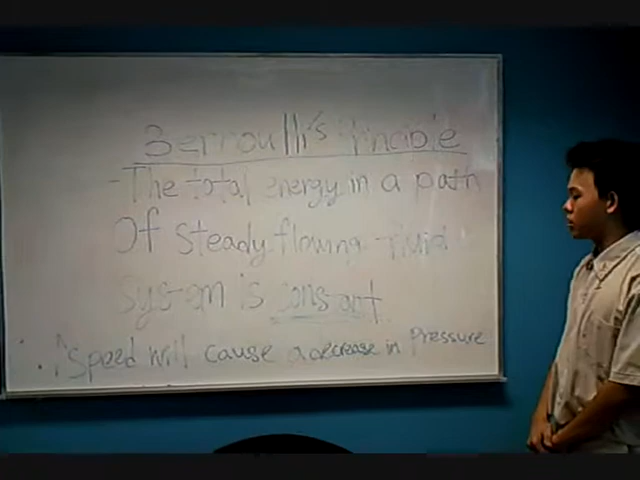 Bernoulli's Principle
- The total energy in a path
Of steady flowing fluid
System is constant
∴ ↑ Speed will cause a decrease in Pressure